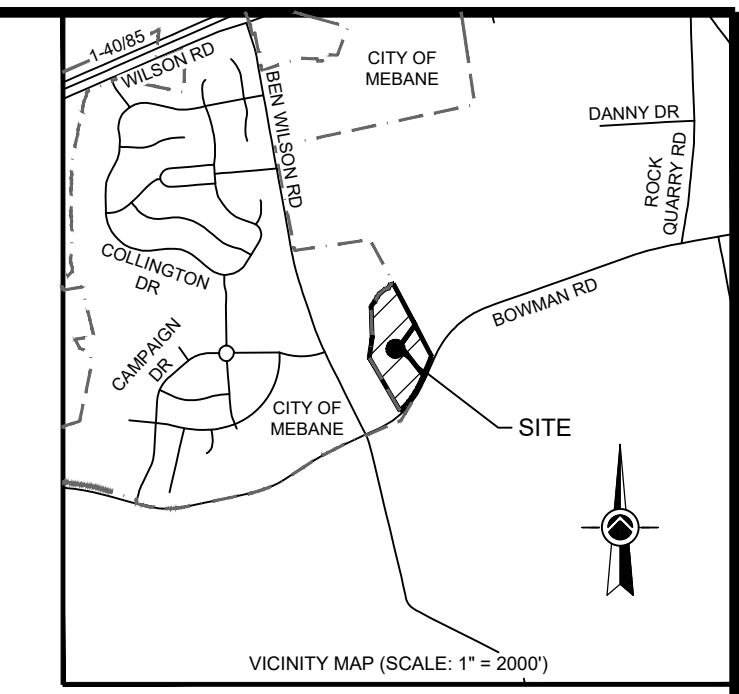 1-40/85
WILSON RD
BEN WILSON RD
CITY OF
MEBANE
DANNY DR
ROCK
QUARRY RD
COLLINGTON
DR
BOWMAN RD
CAMPAIGN
DR
CITY OF
MEBANE
SITE
VICINITY MAP (SCALE: 1" = 2000')